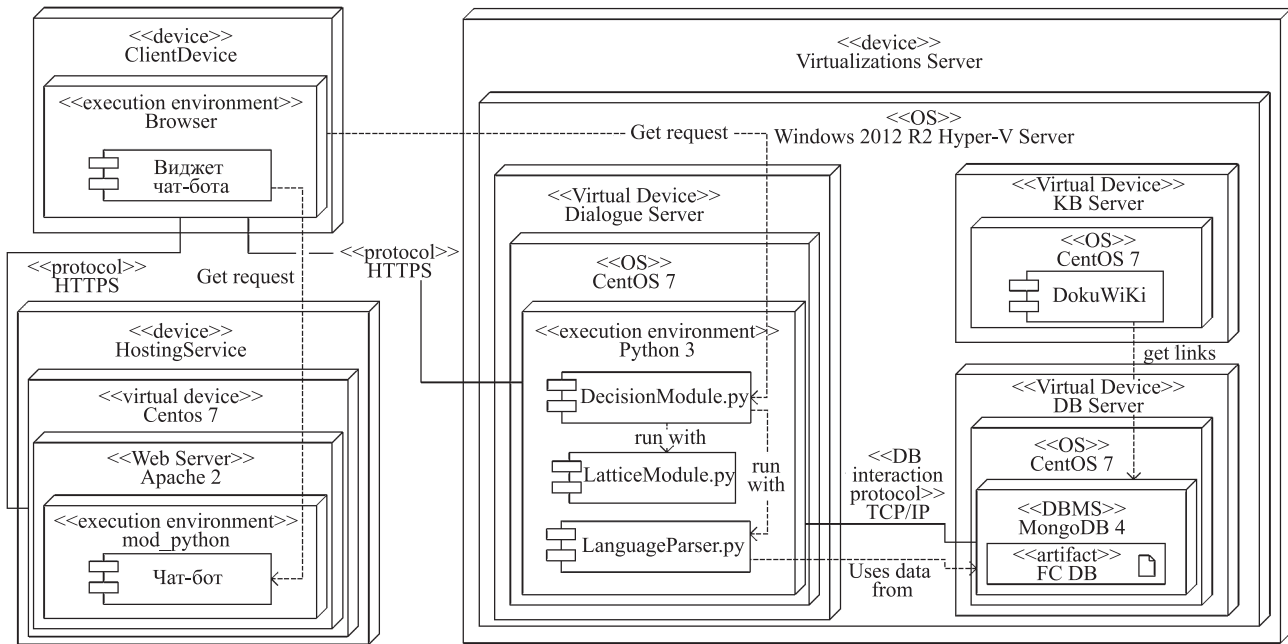 <<device>>
ClientDevice
<<execution environment>>
Browser
Виджет
чат-бота
<<protocol>>
HTTPS
Get request
<<protocol>>
HTTPS
Get request
<<device>>
HostingService
<<virtual device>>
Centos 7
<<Web Server>>
Apache 2
<<execution environment>>
mod_python
Чат-бот
<<device>>
Virtualizations Server
<<OS>>
Windows 2012 R2 Hyper-V Server
<<Virtual Device>>
Dialogue Server
<<OS>>
CentOS 7
<<execution environment>>
Python 3
DecisionModule.py
run with
LatticeModule.py
run
with
LanguageParser.py
<<DB
interaction
protocol>>
TCP/IP
Uses data
from
<<Virtual Device>>
KB Server
<<OS>>
CentOS 7
DokuWiKi
get links
<<Virtual Device>>
DB Server
<<OS>>
CentOS 7
<<DBMS>>
MongoDB 4
<<artifact>>
FC DB